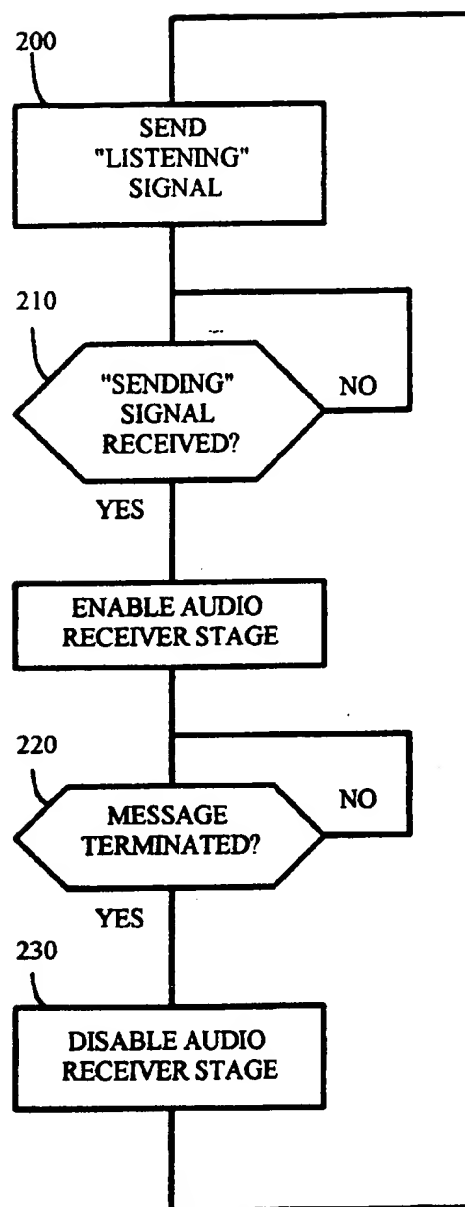 200
SEND
"LISTENING"
SIGNAL
210
"SENDING"
SIGNAL
RECEIVED?
NO
YES
ENABLE AUDIO
RECEIVER STAGE
220
MESSAGE
TERMINATED?
NO
YES
230
DISABLE AUDIO
RECEIVER STAGE